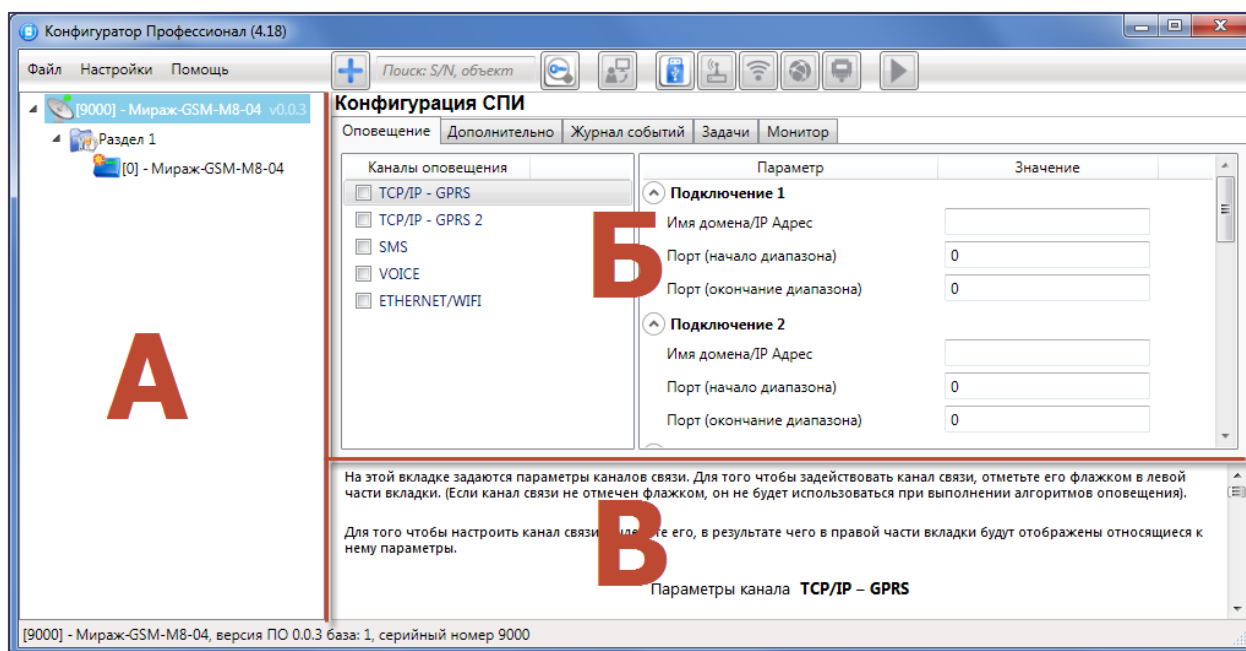 Конфигуратор Профессионал (4.18)
Файл Настройки Помощь
Поиск: S/N, объект
[9000] - Мираж-GSM-M8-04 v0.0.3
Раздел 1
[0] - Мираж-GSM-M8-04
А
Конфигурация СПИ
Оповещение Дополнительно Журнал событий Задачи Монитор
Каналы оповещения
TCP/IP - GPRS
TCP/IP - GPRS 2
SMS
VOICE
ETHERNET/WIFI
Б
Параметр Значение
Подключение 1
Имя домена/IP Адрес
Порт (начало диапазона) 0
Порт (окончание диапазона) 0
Подключение 2
Имя домена/IP Адрес
Порт (начало диапазона) 0
Порт (окончание диапазона) 0
На этой вкладке задаются параметры каналов связи. Для того чтобы задействовать канал связи, отметьте его флажком в левой
части вкладки. (Если канал связи не отмечен флажком, он не будет использоваться при выполнении алгоритмов оповещения).
Для того чтобы настроить канал связи, его, в результате чего в правой части вкладки будут отображены относящиеся к
нему параметры.
В
Параметры канала TCP/IP – GPRS
[9000] - Мираж-GSM-M8-04, версия ПО 0.0.3 база: 1, серийный номер 9000